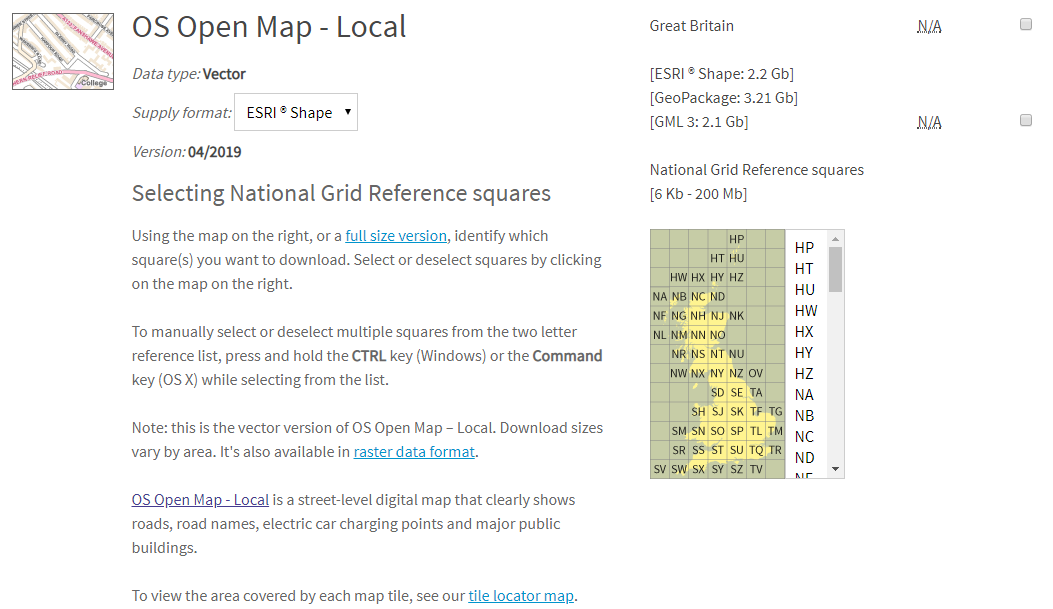 OS Open Map - Local
College
Data type: Vector
Supply format: ESRI ® Shape
Version: 04/2019
Selecting National Grid Reference squares
Using the map on the right, or a full size version, identify which
square(s) you want to download. Select or deselect squares by clicking
on the map on the right.
To manually select or deselect multiple squares from the two letter
reference list, press and hold the CTRL key (Windows) or the Command
key (OS X) while selecting from the list.
Note: this is the vector version of OS Open Map – Local. Download sizes
vary by area. It's also available in raster data format.
OS Open Map - Local is a street-level digital map that clearly shows
roads, road names, electric car charging points and major public
buildings.
To view the area covered by each map tile, see our tile locator map.
Great Britain N/A
[ESRI ® Shape: 2.2 Gb]
[GeoPackage: 3.21 Gb]
[GML 3: 2.1 Gb] N/A
National Grid Reference squares
[6 Kb - 200 Mb]
HP
HT HU
HW HX HY HZ
NA NB NC ND
NF NG NH NJ NK
NL NM NN NO
NR NS NT NU
NW NX NY NZ OV
SD SE TA
SH SJ SK TF TG
SM SN SO SP TL TM
SR SS ST SU TQ TR
SV SW SX SY SZ TV
HP
HT
HU
HW
HX
HY
HZ
NA
NB
NC
ND
NF